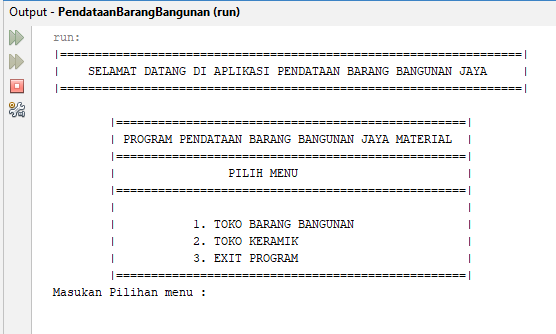 Output - PendataanBarangBangunan (run)
run:
|==================================================================|
|    SELAMAT DATANG DI APLIKASI PENDATAAN BARANG BANGUNAN JAYA     |
|==================================================================|
|==================================================|
| PROGRAM PENDATAAN BARANG BANGUNAN JAYA MATERIAL  |
|==================================================|
|                PILIH MENU                        |
|==================================================|
|                                                  |
|           1. TOKO BARANG BANGUNAN                |
|           2. TOKO KERAMIK                        |
|           3. EXIT PROGRAM                        |
|==================================================|
Masukan Pilihan menu :